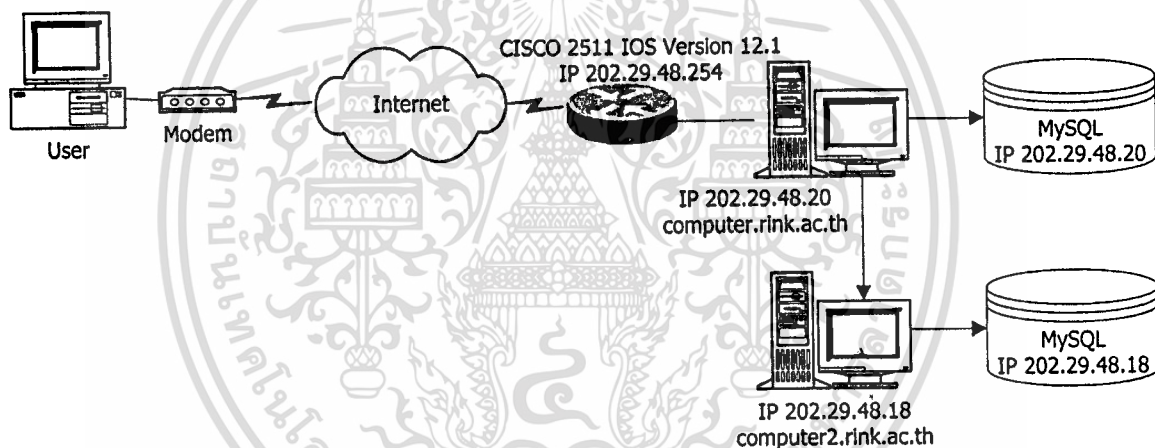 CISCO 2511 IOS Version 12.1
IP 202.29.48.254
Internet
Modem
User
MySQL
IP 202.29.48.20
IP 202.29.48.20
computer.rink.ac.th
MySQL
IP 202.29.48.18
IP 202.29.48.18
computer2.rink.ac.th